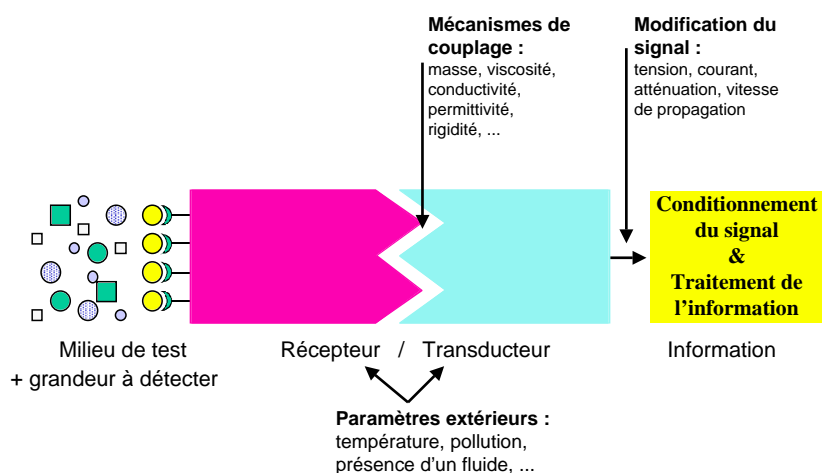 Mécanismes de
couplage :
masse, viscosité,
conductivité,
permittivité,
rigidité, ...
Modification du
signal :
tension, courant,
atténuation, vitesse
de propagation
Conditionnement
du signal
&
Traitement de
l'information
Milieu de test
+ grandeur à détecter
Récepteur / Transducteur
Information
Paramètres extérieurs :
température, pollution,
présence d'un fluide, ...